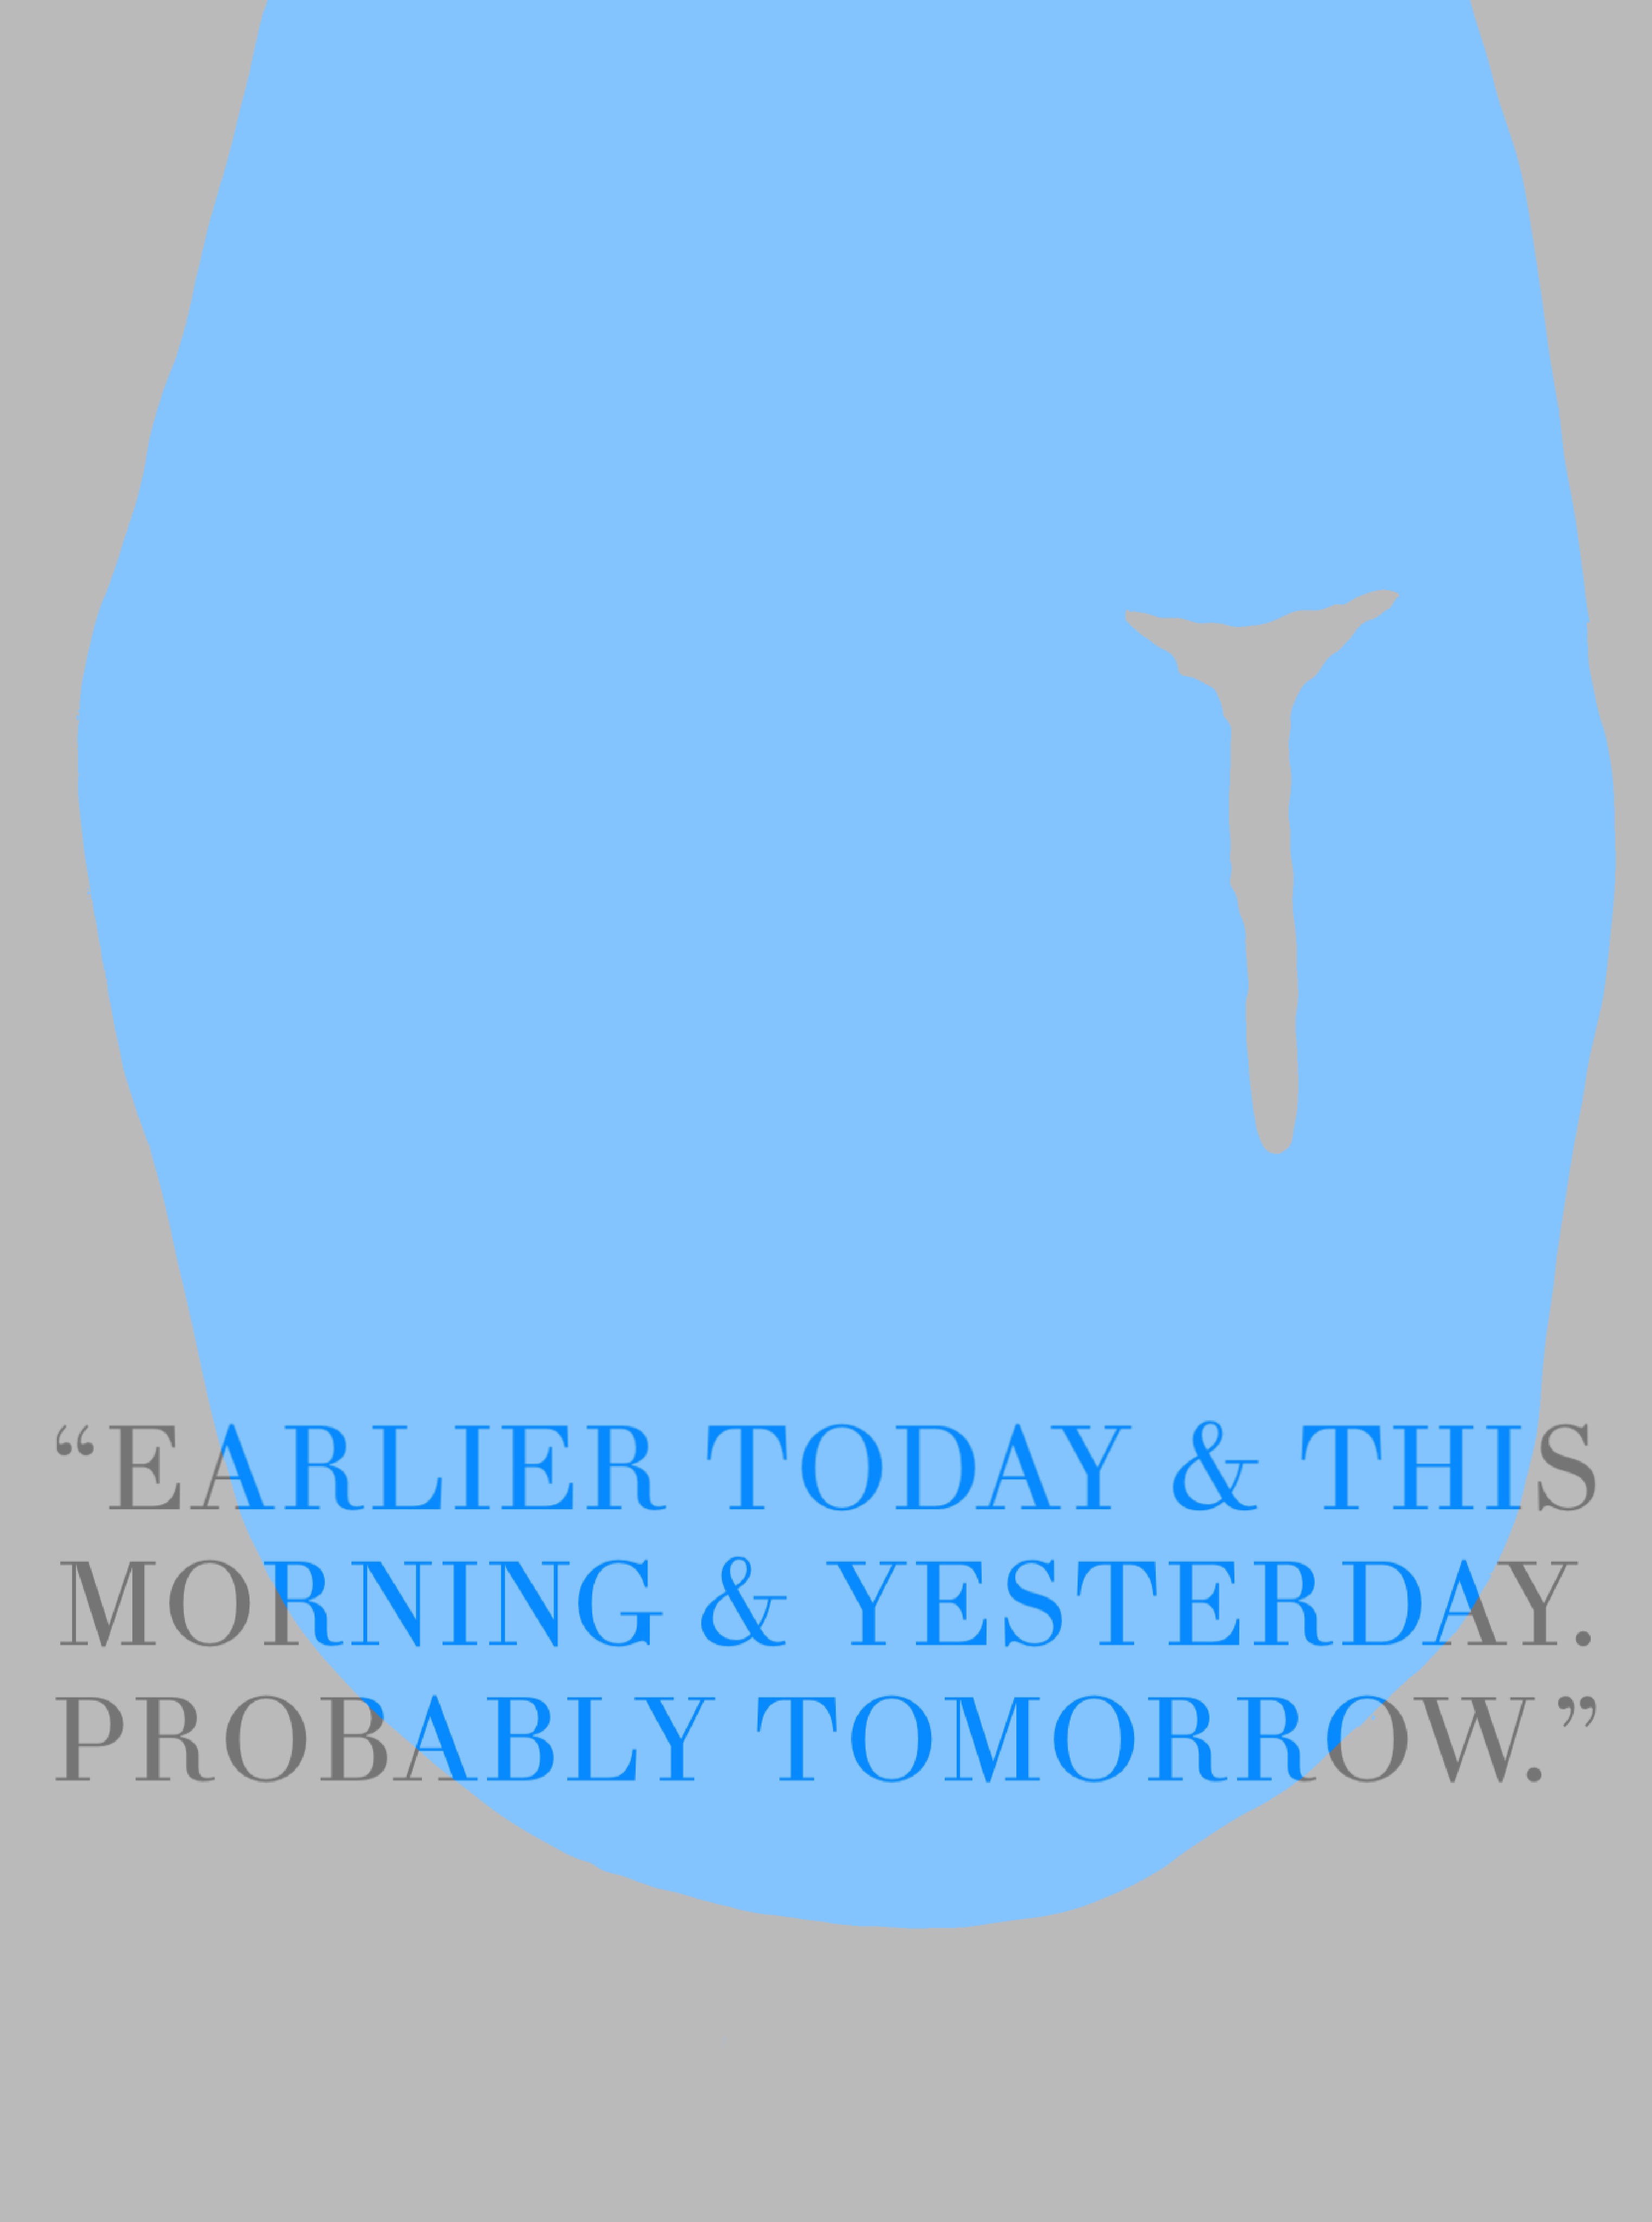 “EARLIER TODAY & THIS
MORNING & YESTERDAY.
PROBABLY TOMORROW.”